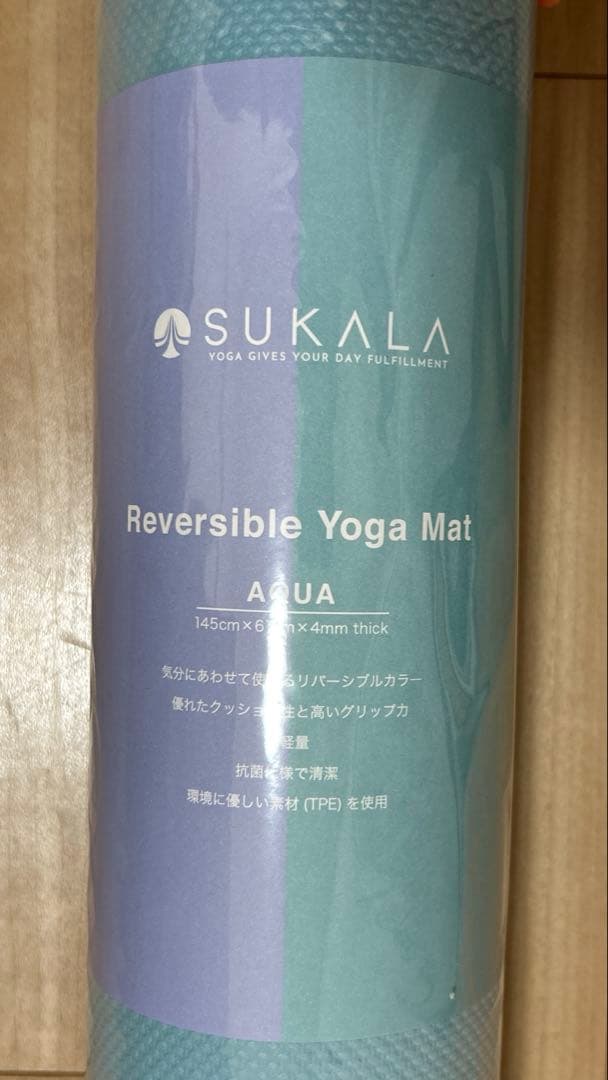 SUKALA
YOGA GIVES YOUR DAY FULFILLMENT
Reversible Yoga Mat
AQUA
145cm× ×4mm thick
気分にあわせて使えるリバーシブルカラー
優れたクッション性と高いグリップ力
軽量
抗菌仕様で清潔
環境に優しい素材 (TPE) を使用